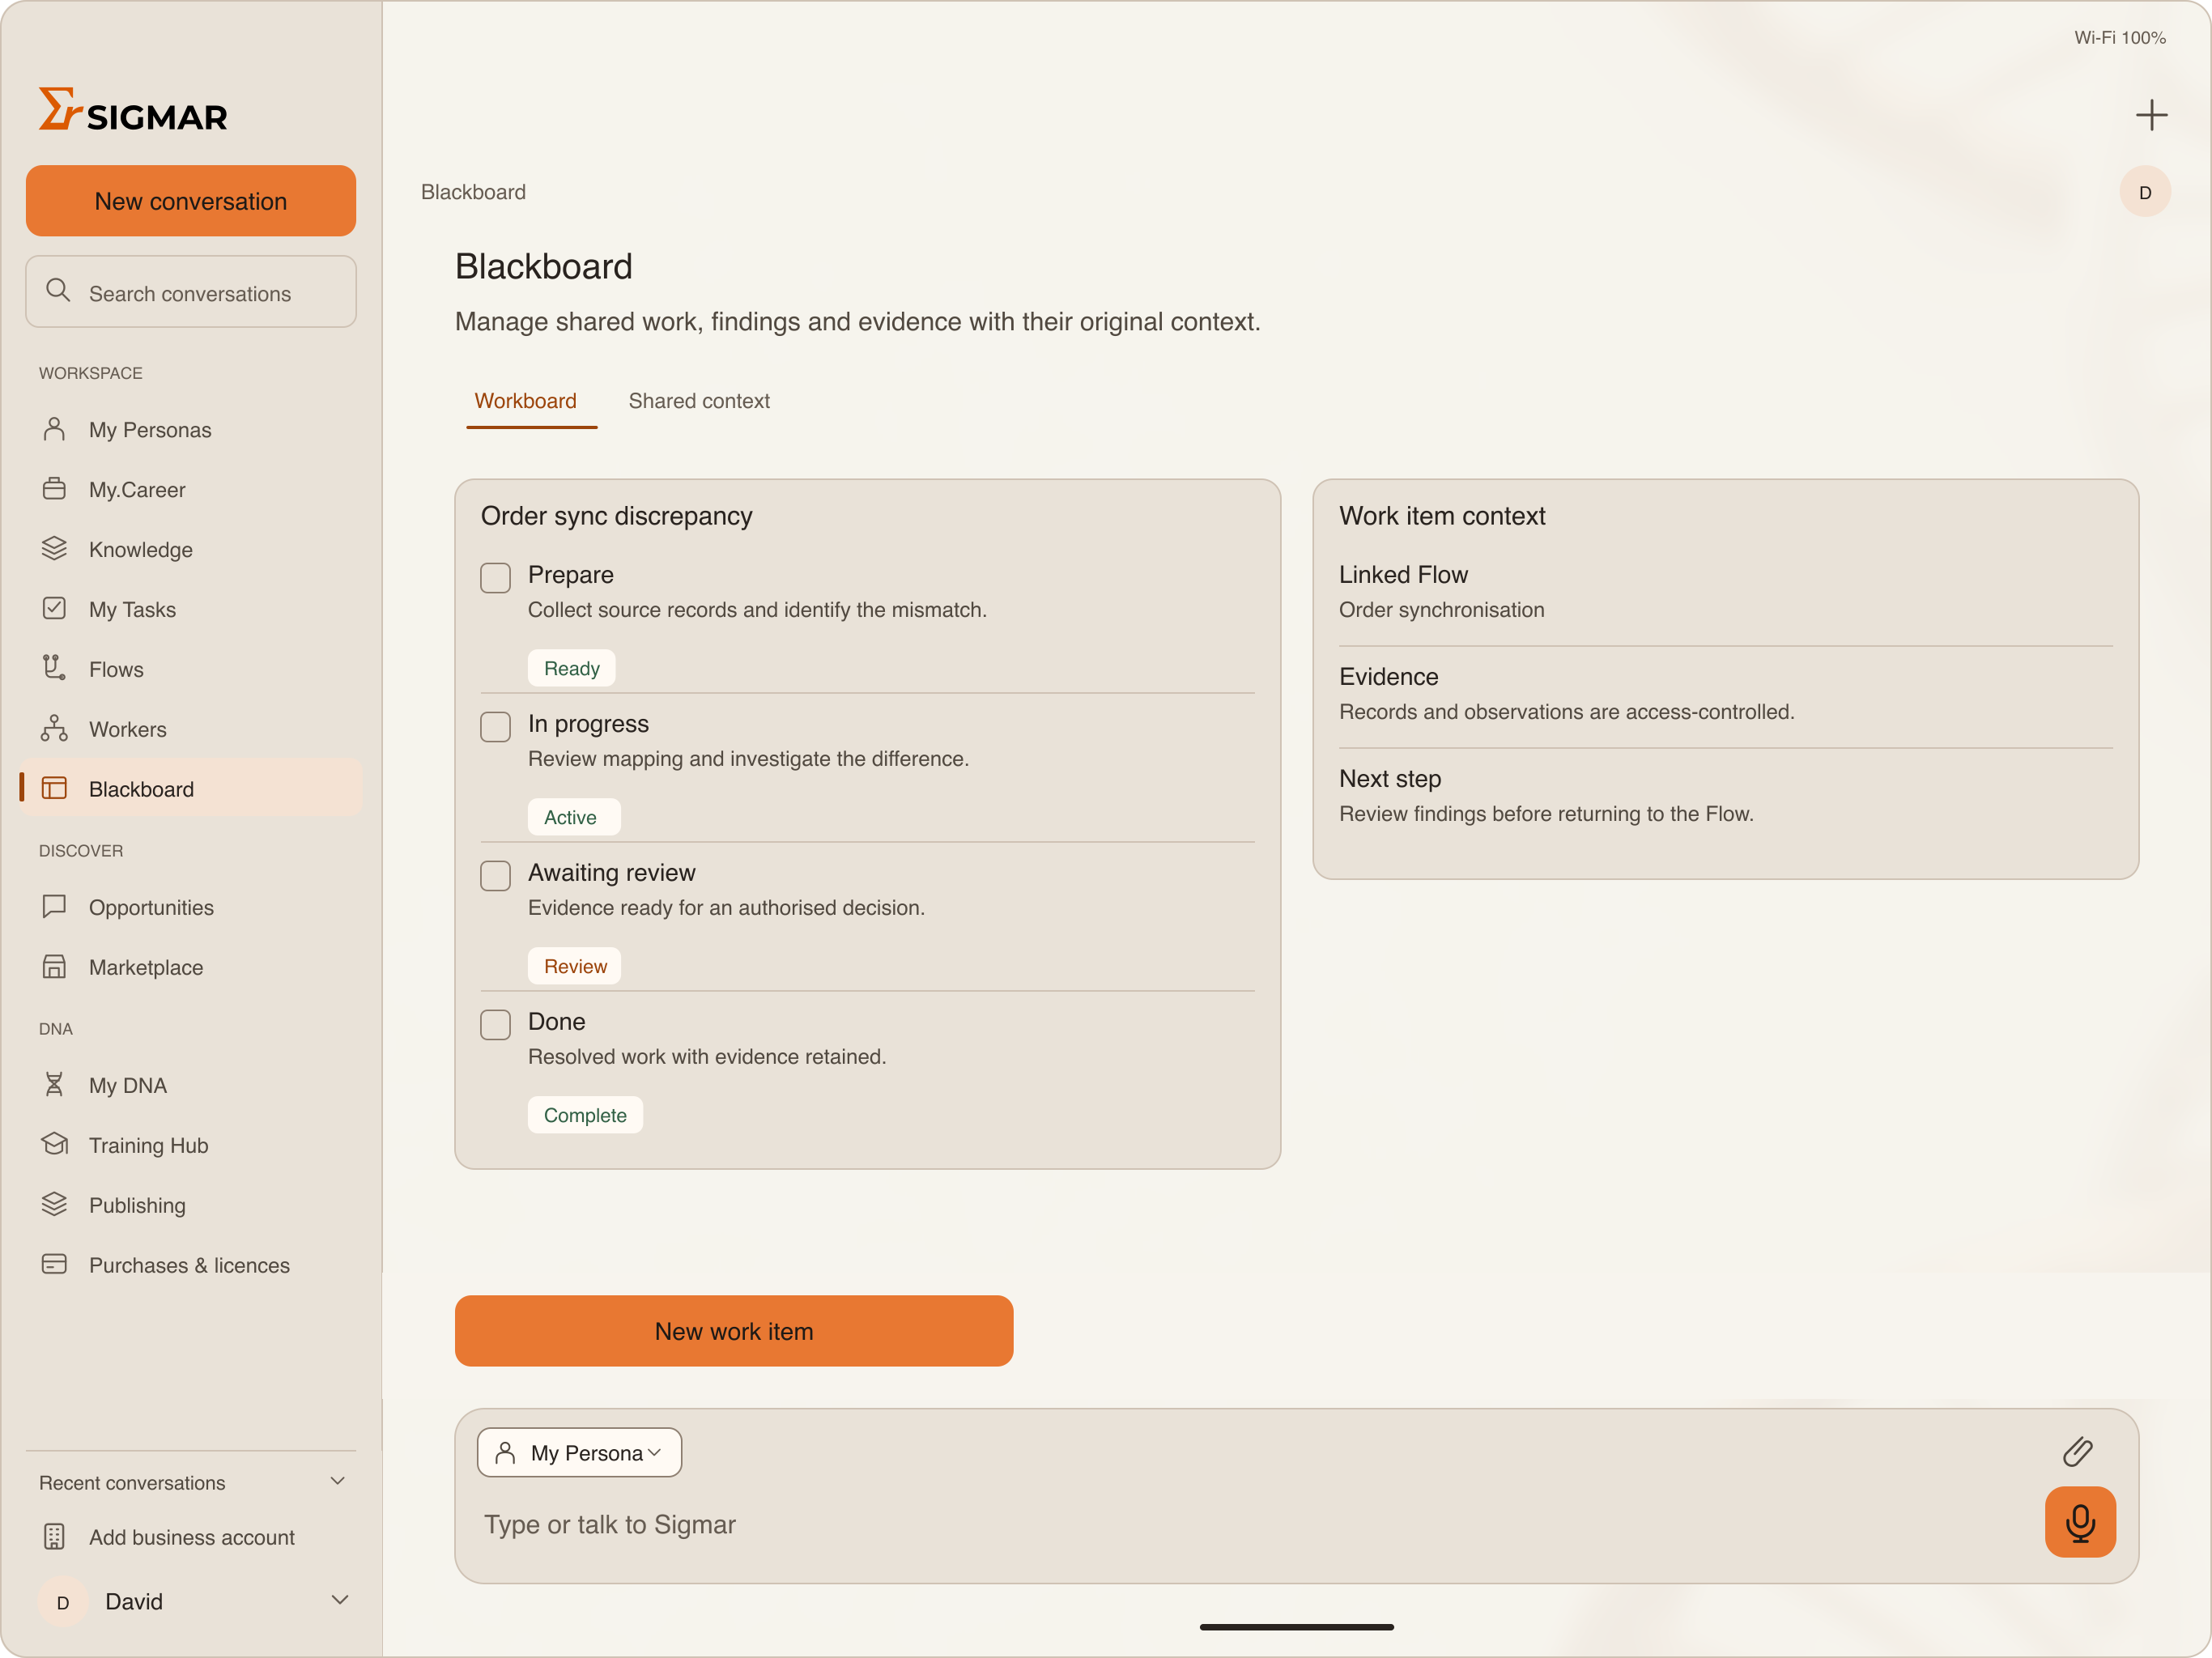 Wi-Fi 100%
SIGMAR
New conversation
Search conversations
WORKSPACE
My Personas
My.Career
Knowledge
My Tasks
Flows
Workers
Blackboard
DISCOVER
Opportunities
Marketplace
DNA
My DNA
Training Hub
Publishing
Purchases & licences
Recent conversations
Add business account
D
David
Blackboard
D
Blackboard
Manage shared work, findings and evidence with their original context.
Workboard
Shared context
Order sync discrepancy
Prepare
Collect source records and identify the mismatch.
Ready
In progress
Review mapping and investigate the difference.
Active
Awaiting review
Evidence ready for an authorised decision.
Review
Done
Resolved work with evidence retained.
Complete
Work item context
Linked Flow
Order synchronisation
Evidence
Records and observations are access-controlled.
Next step
Review findings before returning to the Flow.
New work item
My Persona
Type or talk to Sigmar